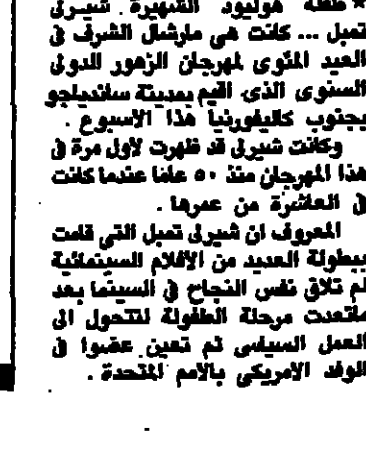 * طفلة هوليود الشهيرة شيرلى
تمبل ... كانت هى مارشال الشرف فى
العيد المئوى لمهرجان الزهور الدولى
السنوى الذى اقيم بمدينة سانديلجو
بجنوب كاليفورنيا هذا الاسبوع .
وكانت شيرلى قد ظهرت لاول مرة فى
هذا المهرجان منذ ٥٠ عاما عندما كانت
فى العاشرة من عمرها .
المعروف ان شيرلى تمبل التى قامت
ببطولة العديد من الأفلام السينمائية
لم تلاق نفس النجاح فى السينما بعد
ماتعدت مرحلة الطفولة لتتحول الى
العمل السياسى ثم تعين عضوا فى
الوفد الامريكى بالامم المتحدة .